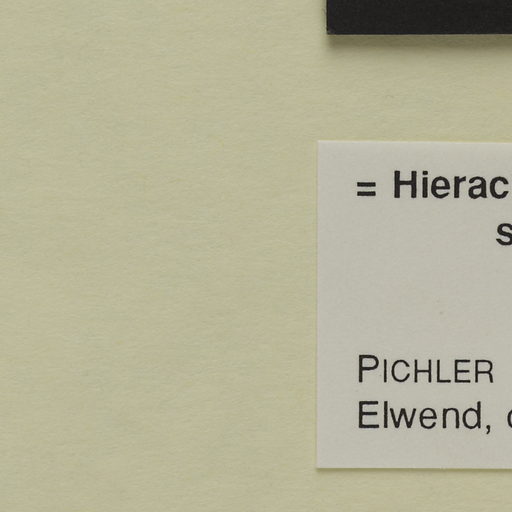 = Hierac
s
PICHLER
Elwend,